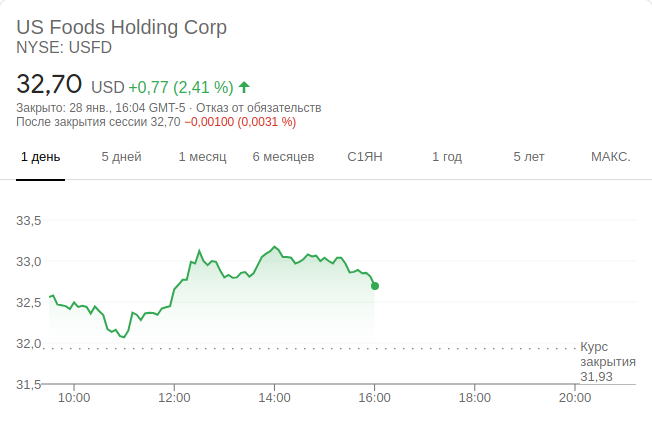 US Foods Holding Corp
NYSE: USFD
32,70 USD +0,77 (2,41 %) ↑
Закрыто: 28 янв., 16:04 GMT-5 · Отказ от обязательств
После закрытия сессии 32,70 −0,00100 (0,0031 %)
1 день 5 дней 1 месяц 6 месяцев С1ЯН 1 год 5 лет МАКС.
33,5
33,0
32,5
32,0
Курс
закрытия
31,93
31,5
10:00 12:00 14:00 16:00 18:00 20:00